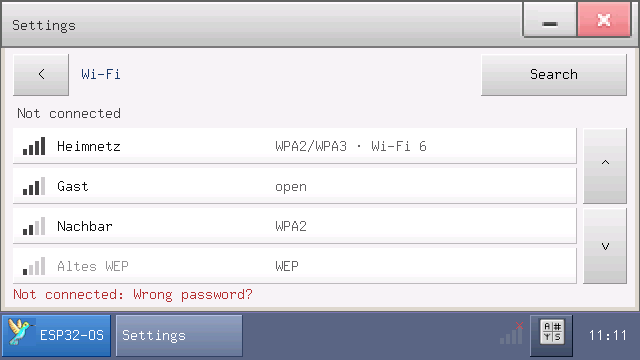 Settings
< Wi-Fi Search
Not connected
Heimnetz WPA2/WPA3 · Wi-Fi 6
Gast open
Nachbar WPA2
Altes WEP WEP
Not connected: Wrong password?
ESP32-OS Settings A# TS 11:11